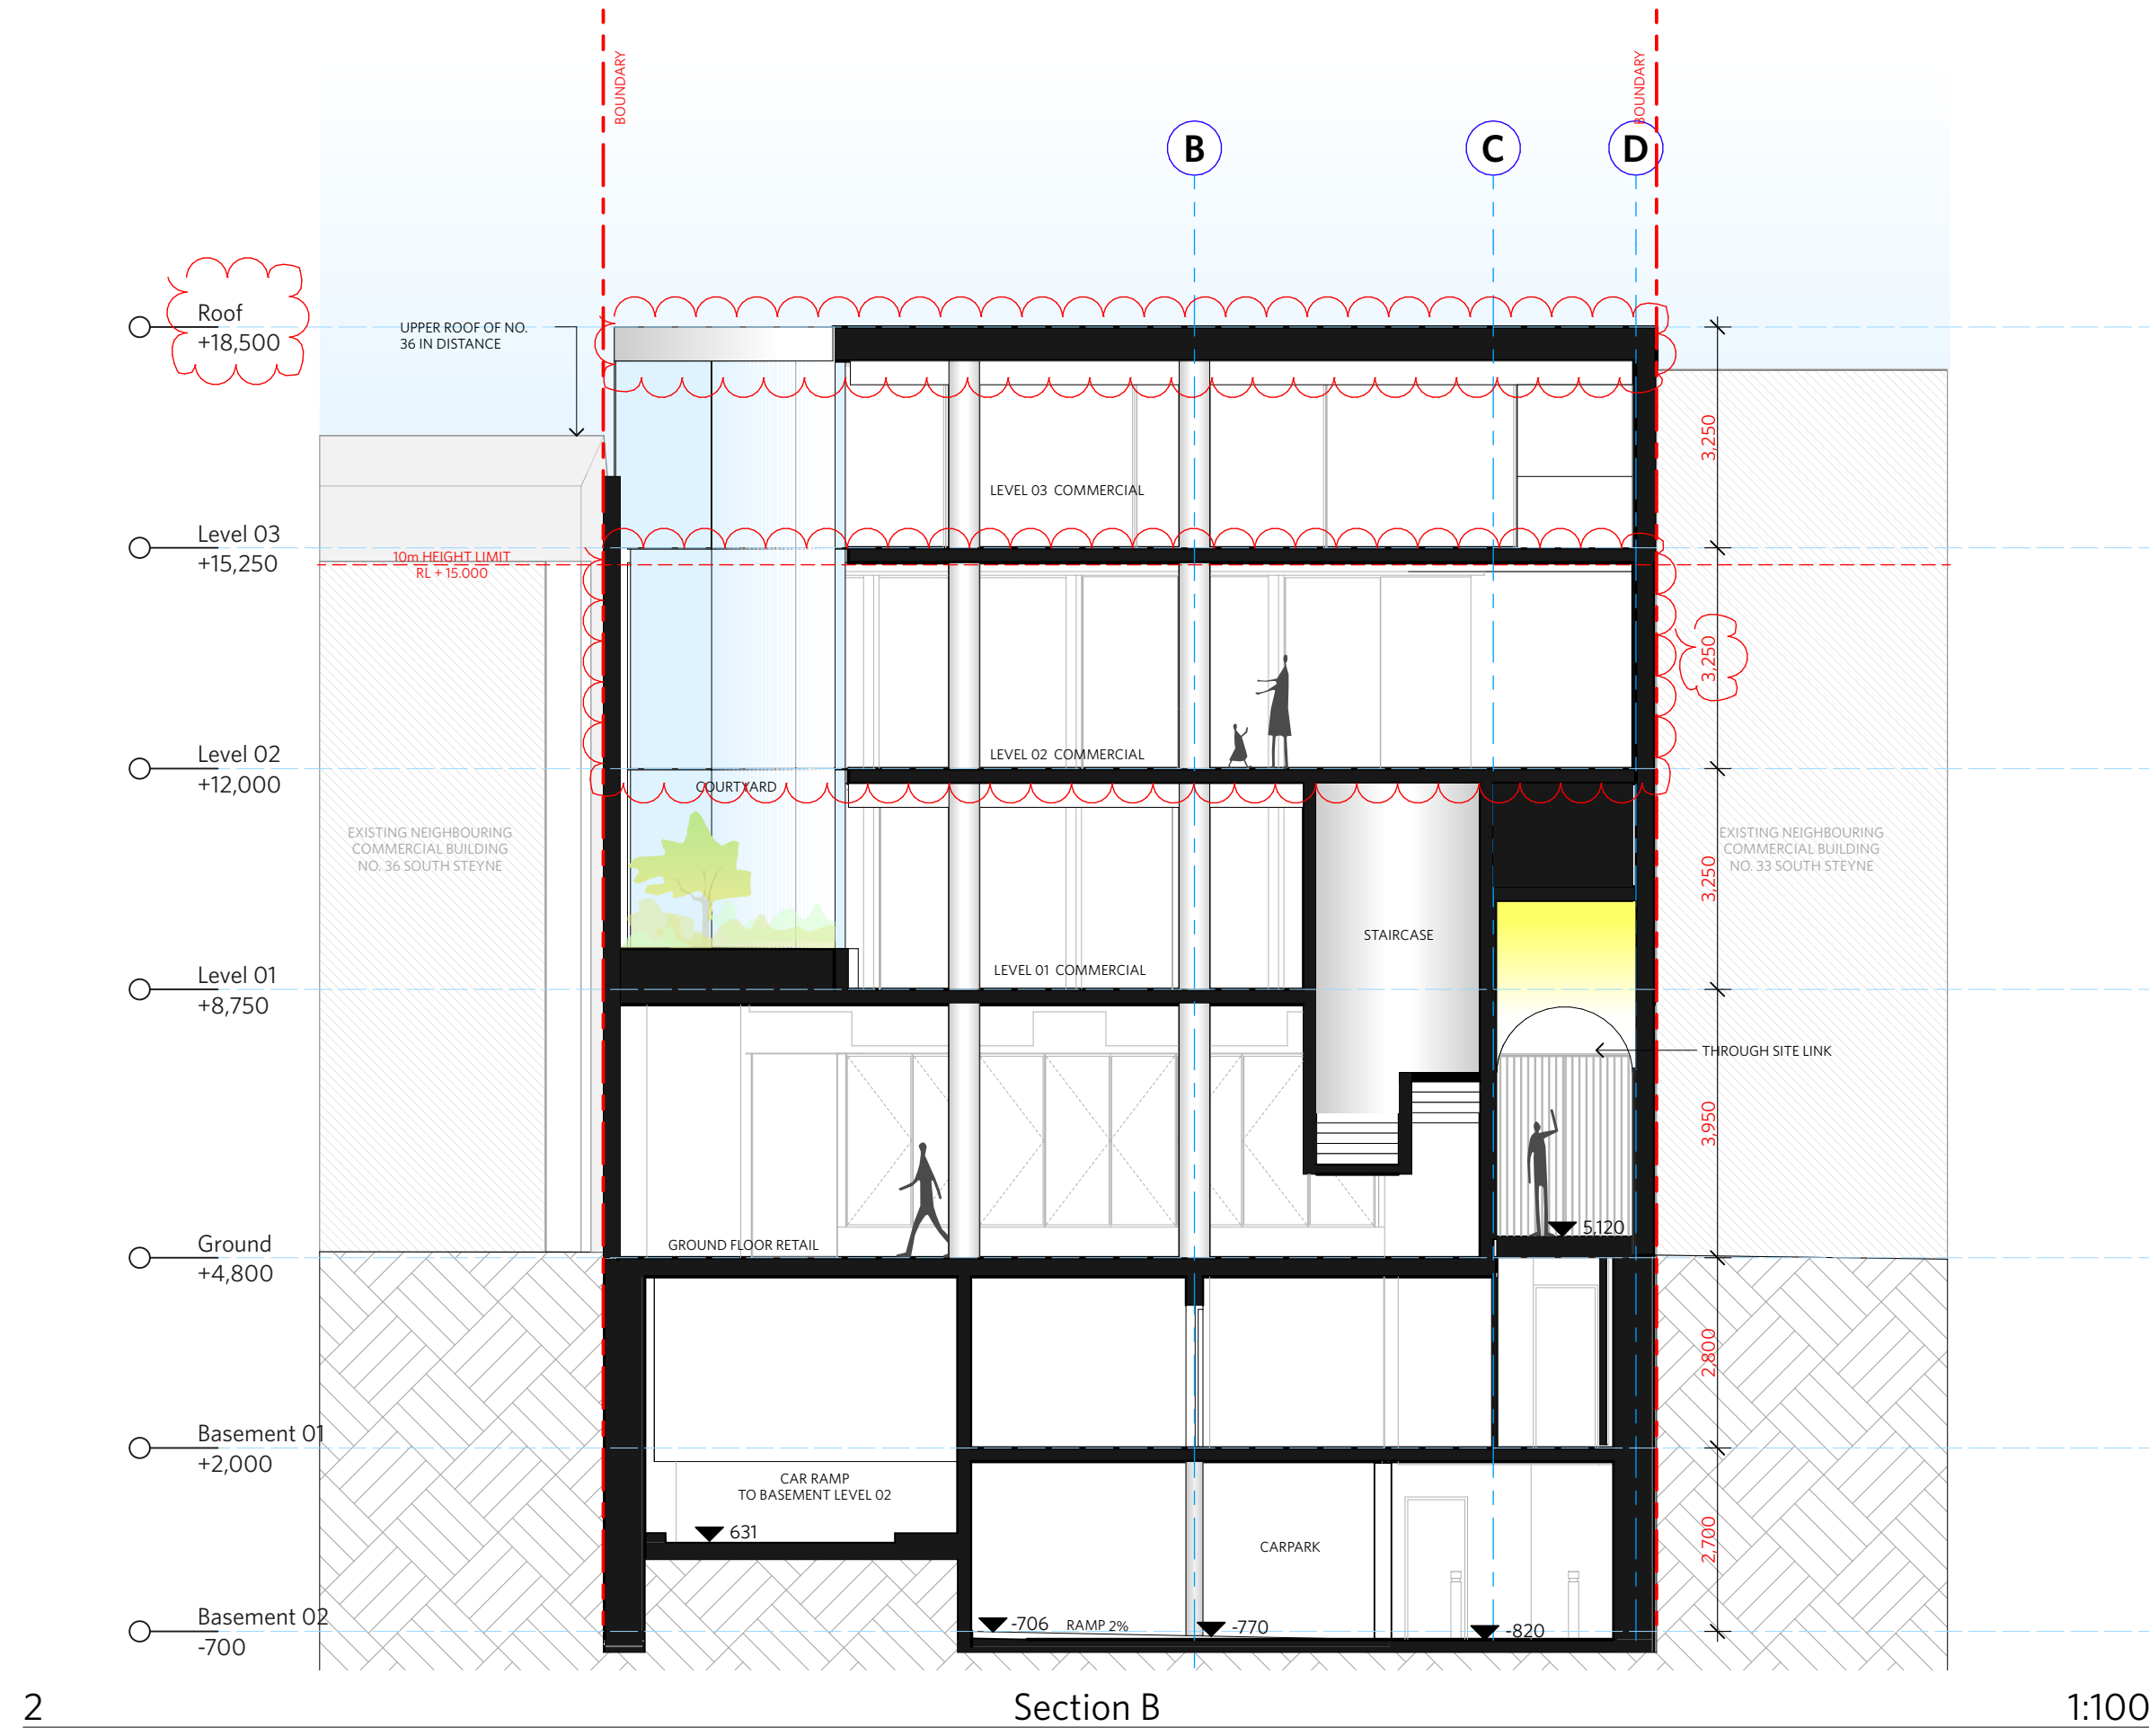 BOUNDARY
BOUNDARY
B
C
D
Roof
+18,500
UPPER ROOF OF NO.
36 IN DISTANCE
3,250
LEVEL 03 COMMERCIAL
Level 03
+15,250
10m HEIGHT LIMIT
RL + 15.000
3,250
Level 02
+12,000
LEVEL 02 COMMERCIAL
COURTYARD
EXISTING NEIGHBOURING
COMMERCIAL BUILDING
NO. 36 SOUTH STEYNE
EXISTING NEIGHBOURING
COMMERCIAL BUILDING
NO. 33 SOUTH STEYNE
3,250
STAIRCASE
Level 01
+8,750
LEVEL 01 COMMERCIAL
THROUGH SITE LINK
3,950
5,120
Ground
+4,800
GROUND FLOOR RETAIL
2,800
Basement 01
+2,000
CAR RAMP
TO BASEMENT LEVEL 02
631
CARPARK
2,700
Basement 02
-700
-706
RAMP 2%
-770
-820
2
Section B
1:100